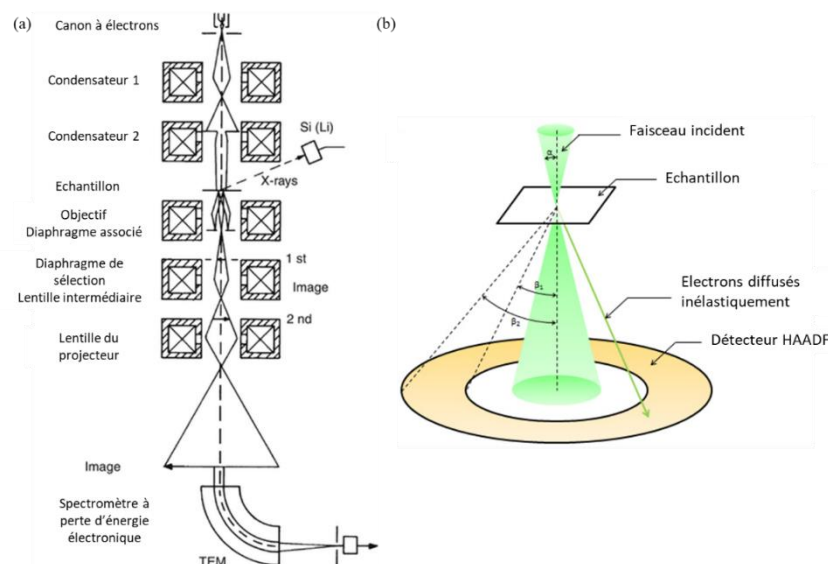 (a)
Canon à électrons
Condensateur 1
Condensateur 2
Si (Li)
X-rays
Echantillon
Objectif
Diaphragme associé
Diaphragme de
sélection
Lentille intermédiaire
1 st
Image
2 nd
Lentille du
projecteur
Image
Spectromètre à
perte d'énergie
électronique
TEM
(b)
Faisceau incident
α
Echantillon
β₁
β₂
Electrons diffusés
inélastiquement
Détecteur HAADF